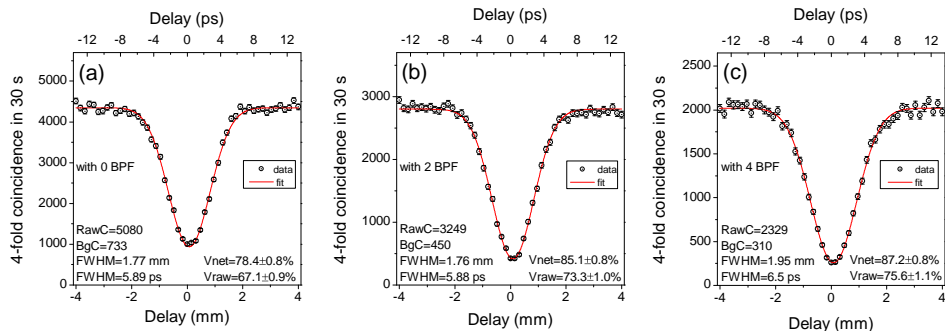 Delay (ps)
-12 -8 -4 0 4 8 12
(a)
4-fold coincidence in 30 s
5000
4000
3000
2000
1000
0
with 0 BPF
data
fit
RawC=5080
BgC=733
FWHM=1.77 mm
FWHM=5.89 ps
Vnet=78.4±0.8%
Vraw=67.1±0.9%
-4 -2 0 2 4
Delay (mm)
Delay (ps)
-12 -8 -4 0 4 8 12
(b)
4-fold coincidence in 30 s
3000
2000
1000
0
with 2 BPF
data
fit
RawC=3249
BgC=450
FWHM=1.76 mm
FWHM=5.88 ps
Vnet=85.1±0.8%
Vraw=73.3±1.0%
-4 -2 0 2 4
Delay (mm)
Delay (ps)
-12 -8 -4 0 4 8 12
(c)
4-fold coincidence in 30 s
2500
2000
1500
1000
500
0
with 4 BPF
data
fit
RawC=2329
BgC=310
FWHM=1.95 mm
FWHM=6.5 ps
Vnet=87.2±0.8%
Vraw=75.6±1.1%
-4 -2 0 2 4
Delay (mm)